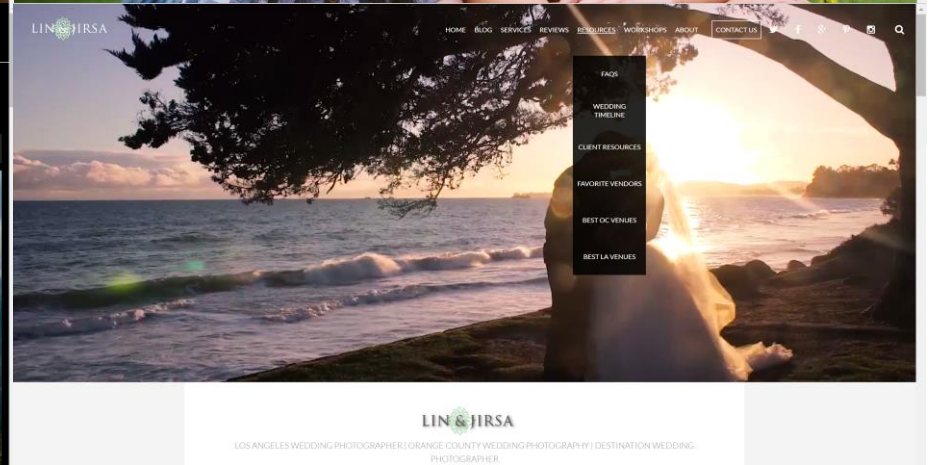 LIN & JIRSA
HOME BLOG SERVICES REVIEWS RESOURCES WORKSHOPS ABOUT CONTACT US
FAQS
WEDDING
TIMELINE
CLIENT RESOURCES
FAVORITE VENDORS
BEST OC VENUES
BEST LA VENUES
LIN & JIRSA
LOS ANGELES WEDDING PHOTOGRAPHER | ORANGE COUNTY WEDDING PHOTOGRAPHY | DESTINATION WEDDING
PHOTOGRAPHER